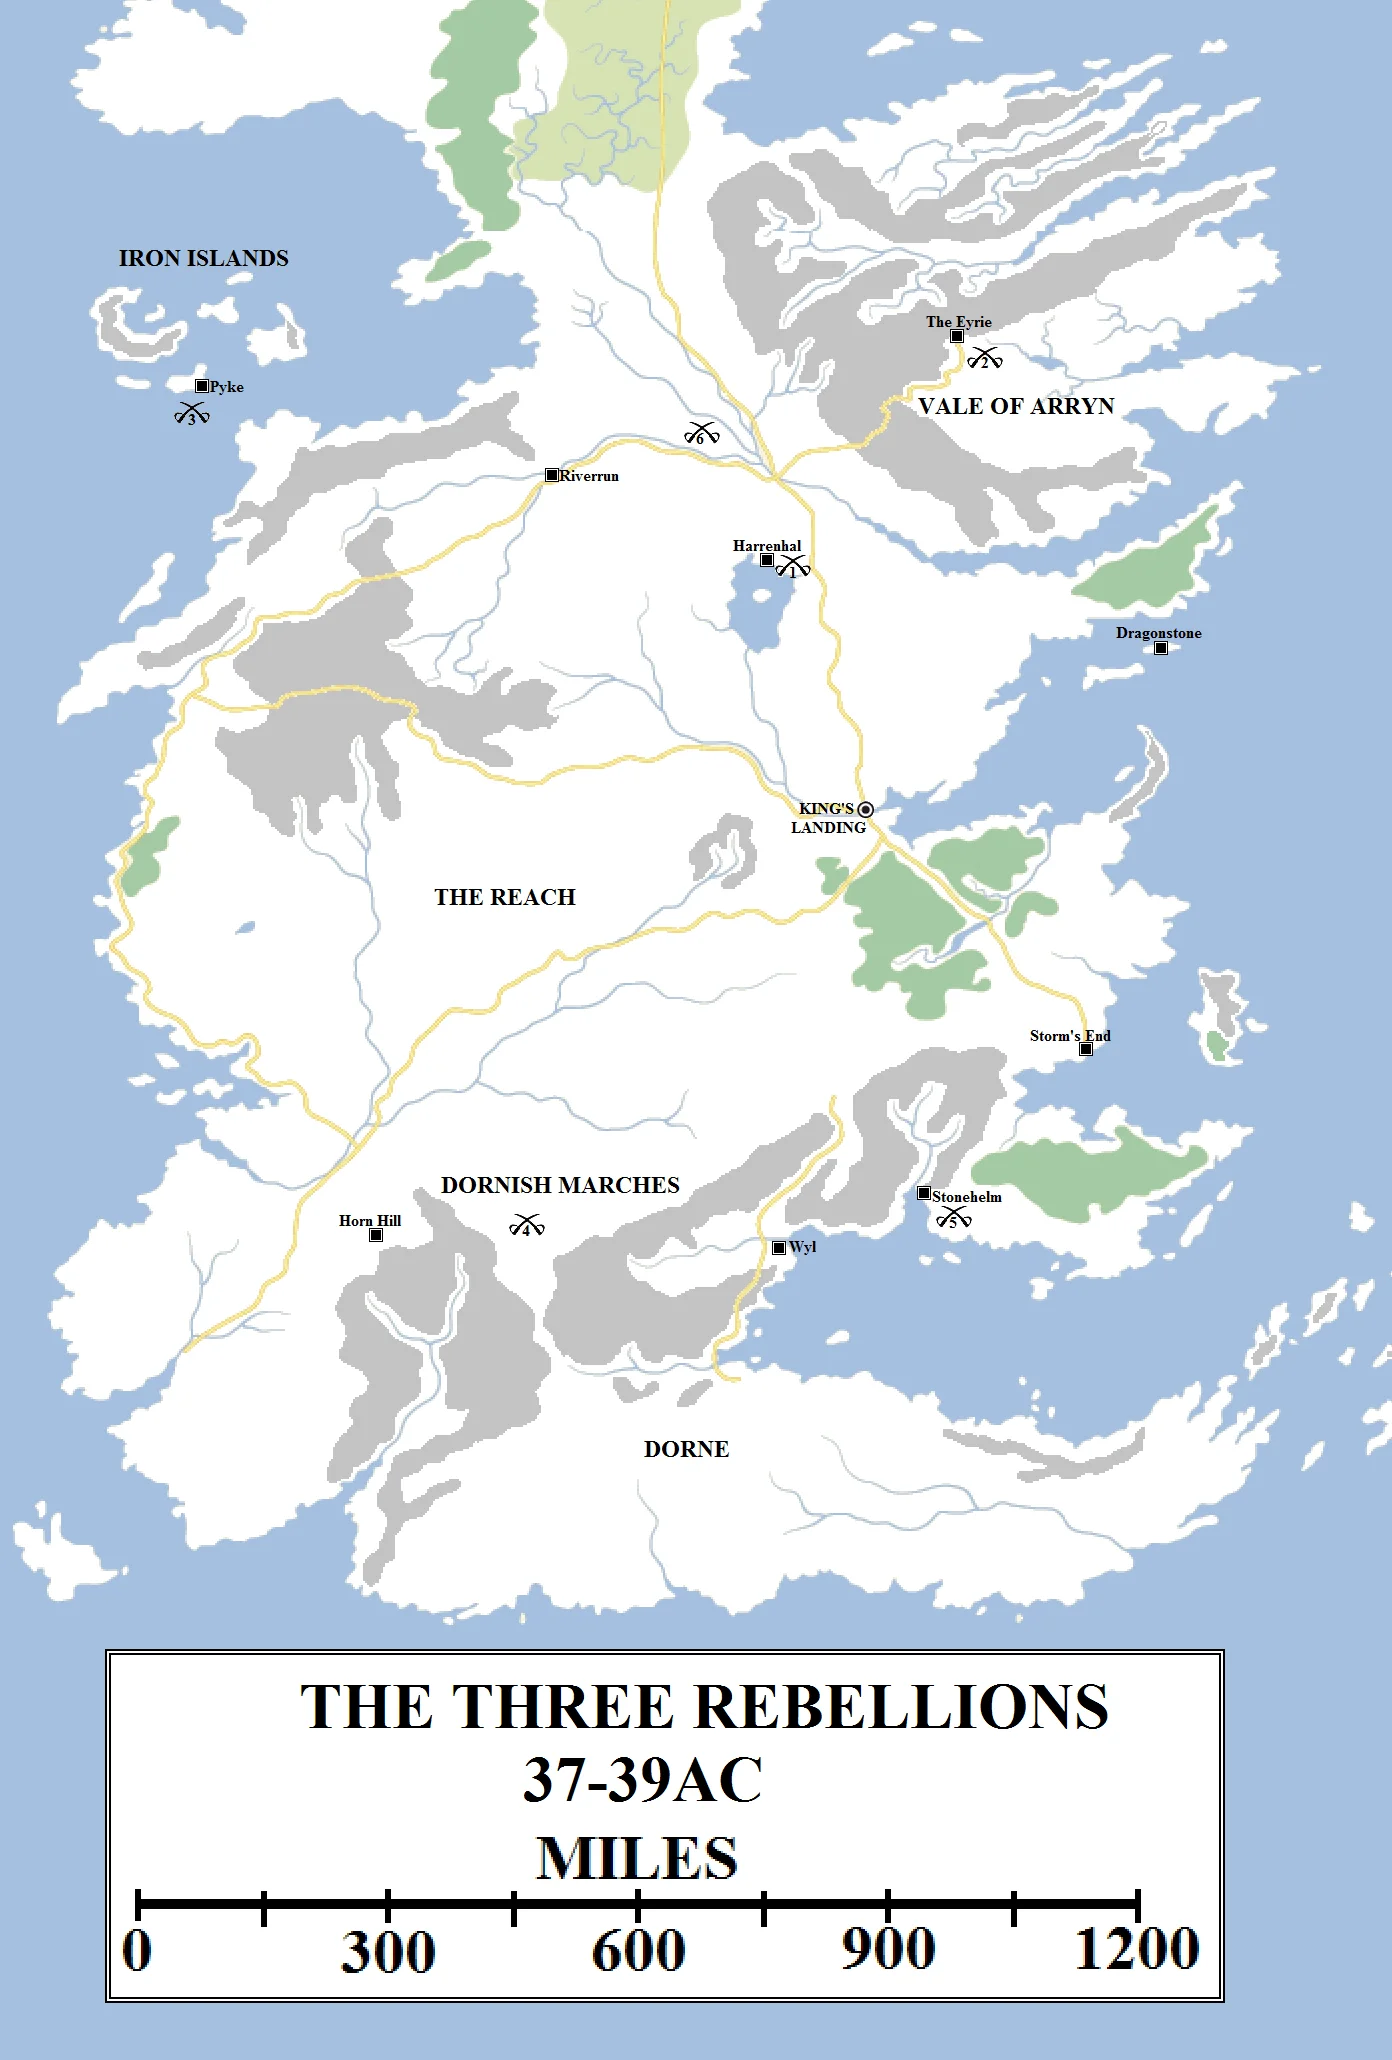 IRON ISLANDS
The Eyrie
2
Pyke
3
VALE OF ARRYN
6
Riverrun
Harrenhal
1
Dragonstone
KING'S
LANDING
THE REACH
Storm's End
DORNISH MARCHES
4
Stonehelm
5
Horn Hill
Wyl
DORNE
THE THREE REBELLIONS
37-39AC
MILES
0 300 600 900 1200